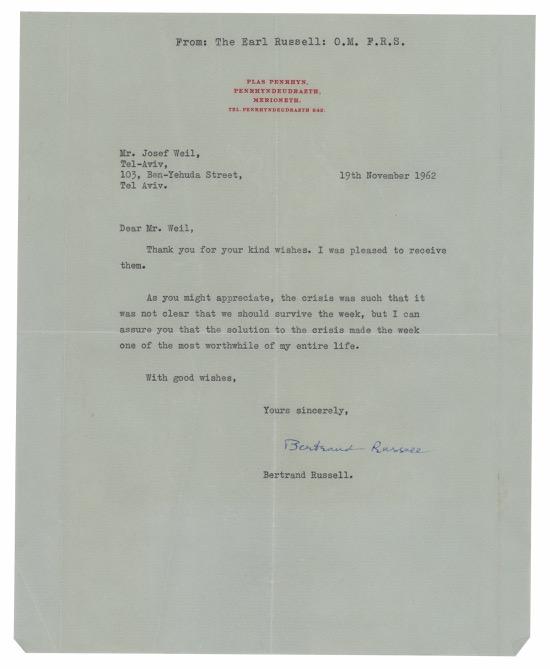 From: The Earl Russell: O.M. F.R.S.
PLAS PENRHYN,
PENRHYNDEUDRAETH,
MERIONETH.
TEL. PENRHYNDEUDRAETH 242.
Mr. Josef Weil,
Tel-Aviv,
103, Ben-Yehuda Street,
Tel Aviv.
19th November 1962
Dear Mr. Weil,
Thank you for your kind wishes. I was pleased to receive
them.
As you might appreciate, the crisis was such that it
was not clear that we should survive the week, but I can
assure you that the solution to the crisis made the week
one of the most worthwhile of my entire life.
With good wishes,
Yours sincerely,
Bertrand Russell
Bertrand Russell.